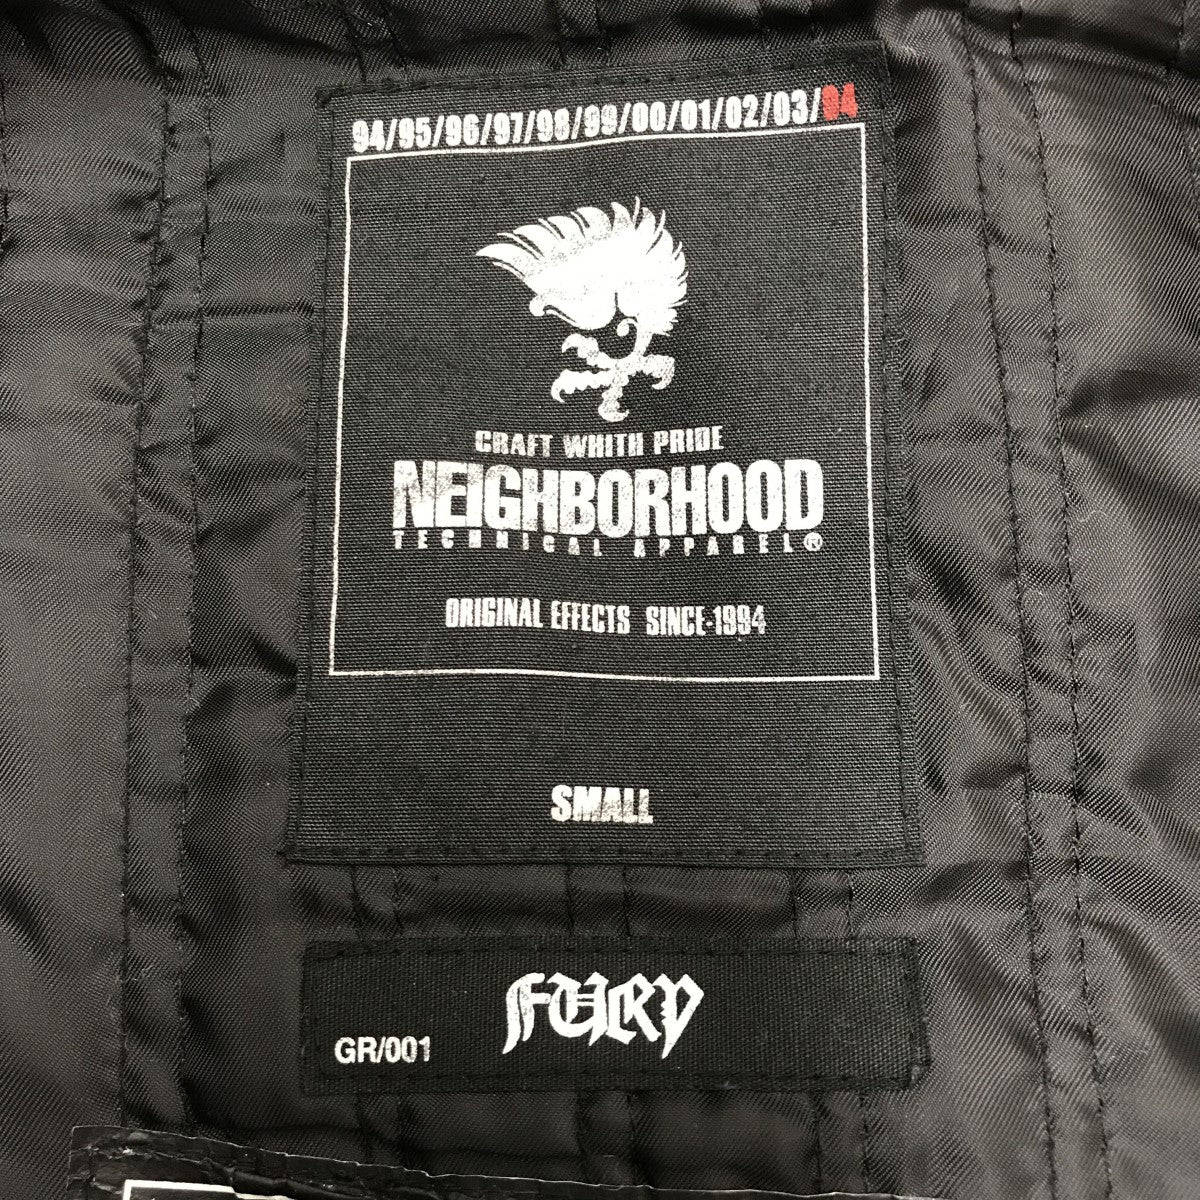 94/95/96/97/98/99/00/01/02/03/94
CRAFT WHITH PRIDE
NEIGHBORHOOD
TECHNICAL APPAREL®
ORIGINAL EFFECTS SINCE-1994
SMALL
FURY
GR/001